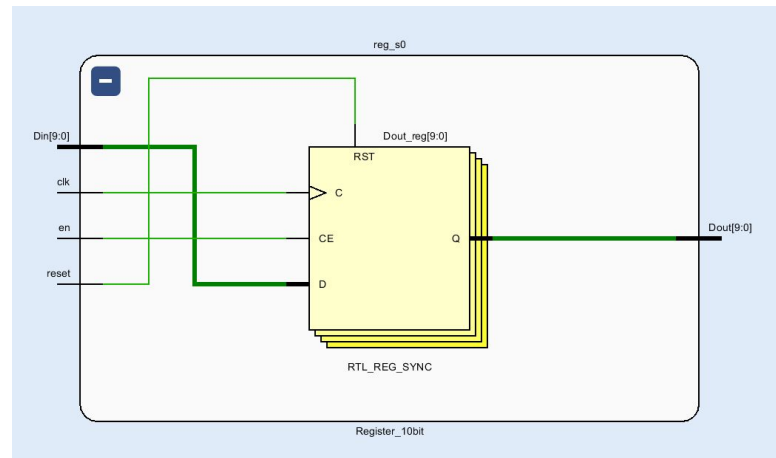 reg_s0
Din[9:0]
Dout_reg[9:0]
RST
clk
C
en
CE
Q
Dout[9:0]
reset
D
RTL_REG_SYNC
Register_10bit